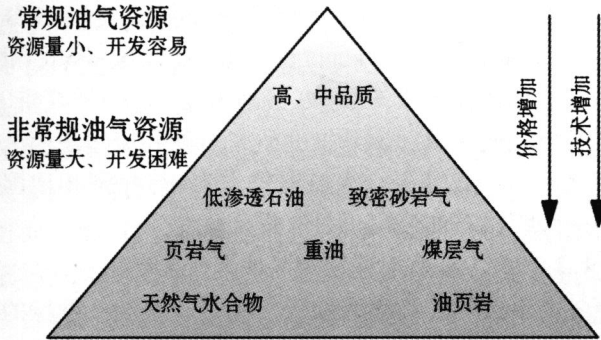 常规油气资源
资源量小、开发容易
高、中品质
非常规油气资源
资源量大、开发困难
价格增加
技术增加
低渗透石油 致密砂岩气
页岩气 重油 煤层气
天然气水合物 油页岩